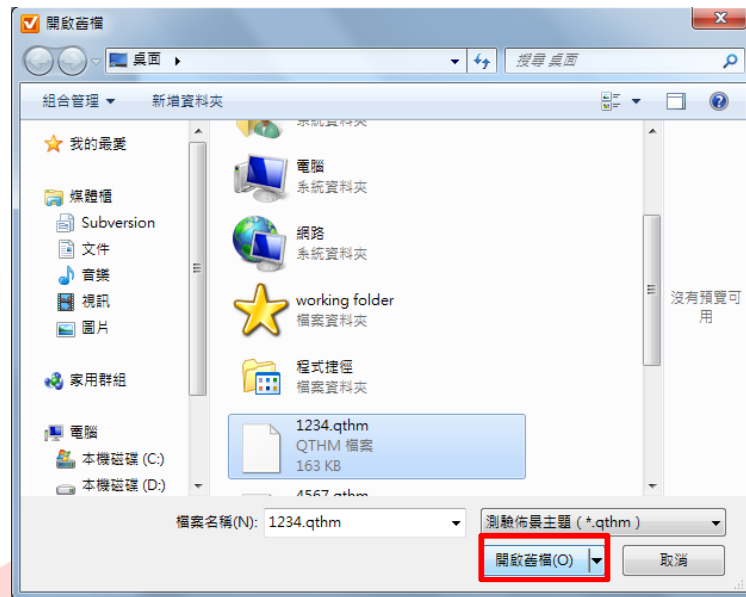 開啟舊檔
桌面
搜尋 桌面
組合管理
新增資料夾
我的最愛
媒體櫃
Subversion
文件
音樂
視訊
圖片
家用群組
電腦
本機磁碟 (C:)
本機磁碟 (D:)
系統資料夾
電腦
系統資料夾
網路
系統資料夾
working folder
檔案資料夾
程式捷徑
檔案資料夾
1234.qthm
QTHM 檔案
163 KB
4567.qthm
沒有預覽可
用
檔案名稱(N): 1234.qthm
測驗佈景主題 ( *.qthm )
開啟舊檔(O)
取消